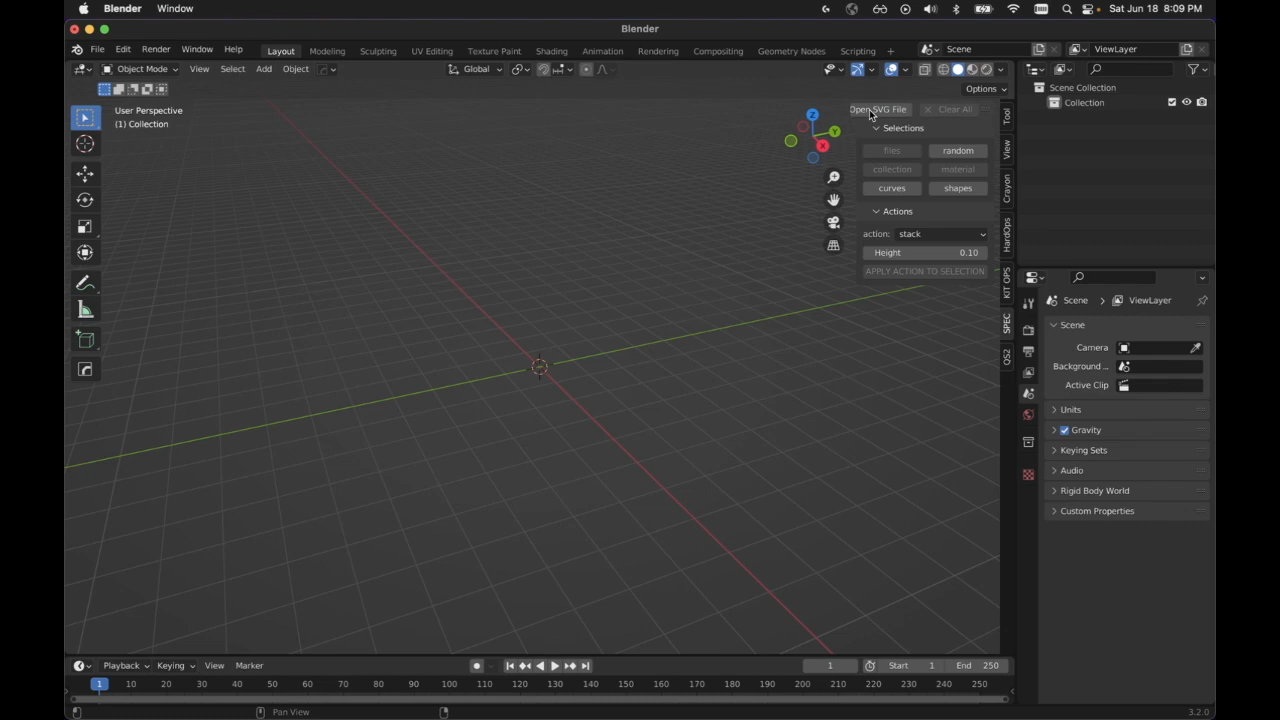 Blender Window Sat Jun 18 8:09 PM
Blender
File Edit Render Window Help Layout Modeling Sculpting UV Editing Texture Paint Shading Animation Rendering Compositing Geometry Nodes Scripting + Scene ViewLayer
Object Mode View Select Add Object Global
Options
User Perspective
(1) Collection
Z
Y
X
Open SVG File Clear All
Selections
files random
collection material
curves shapes
Actions
action: stack
Height 0.10
APPLY ACTION TO SELECTION
Tool
View
Crayon
HardOps
KIT OPS
SPEC
QS2
Scene Collection
Collection
Scene ViewLayer
Scene
Camera
Background ...
Active Clip
Units
Gravity
Keying Sets
Audio
Rigid Body World
Custom Properties
Playback Keying View Marker 1 Start 1 End 250
1 10 20 30 40 50 60 70 80 90 100 110 120 130 140 150 160 170 180 190 200 210 220 230 240 250
Pan View 3.2.0